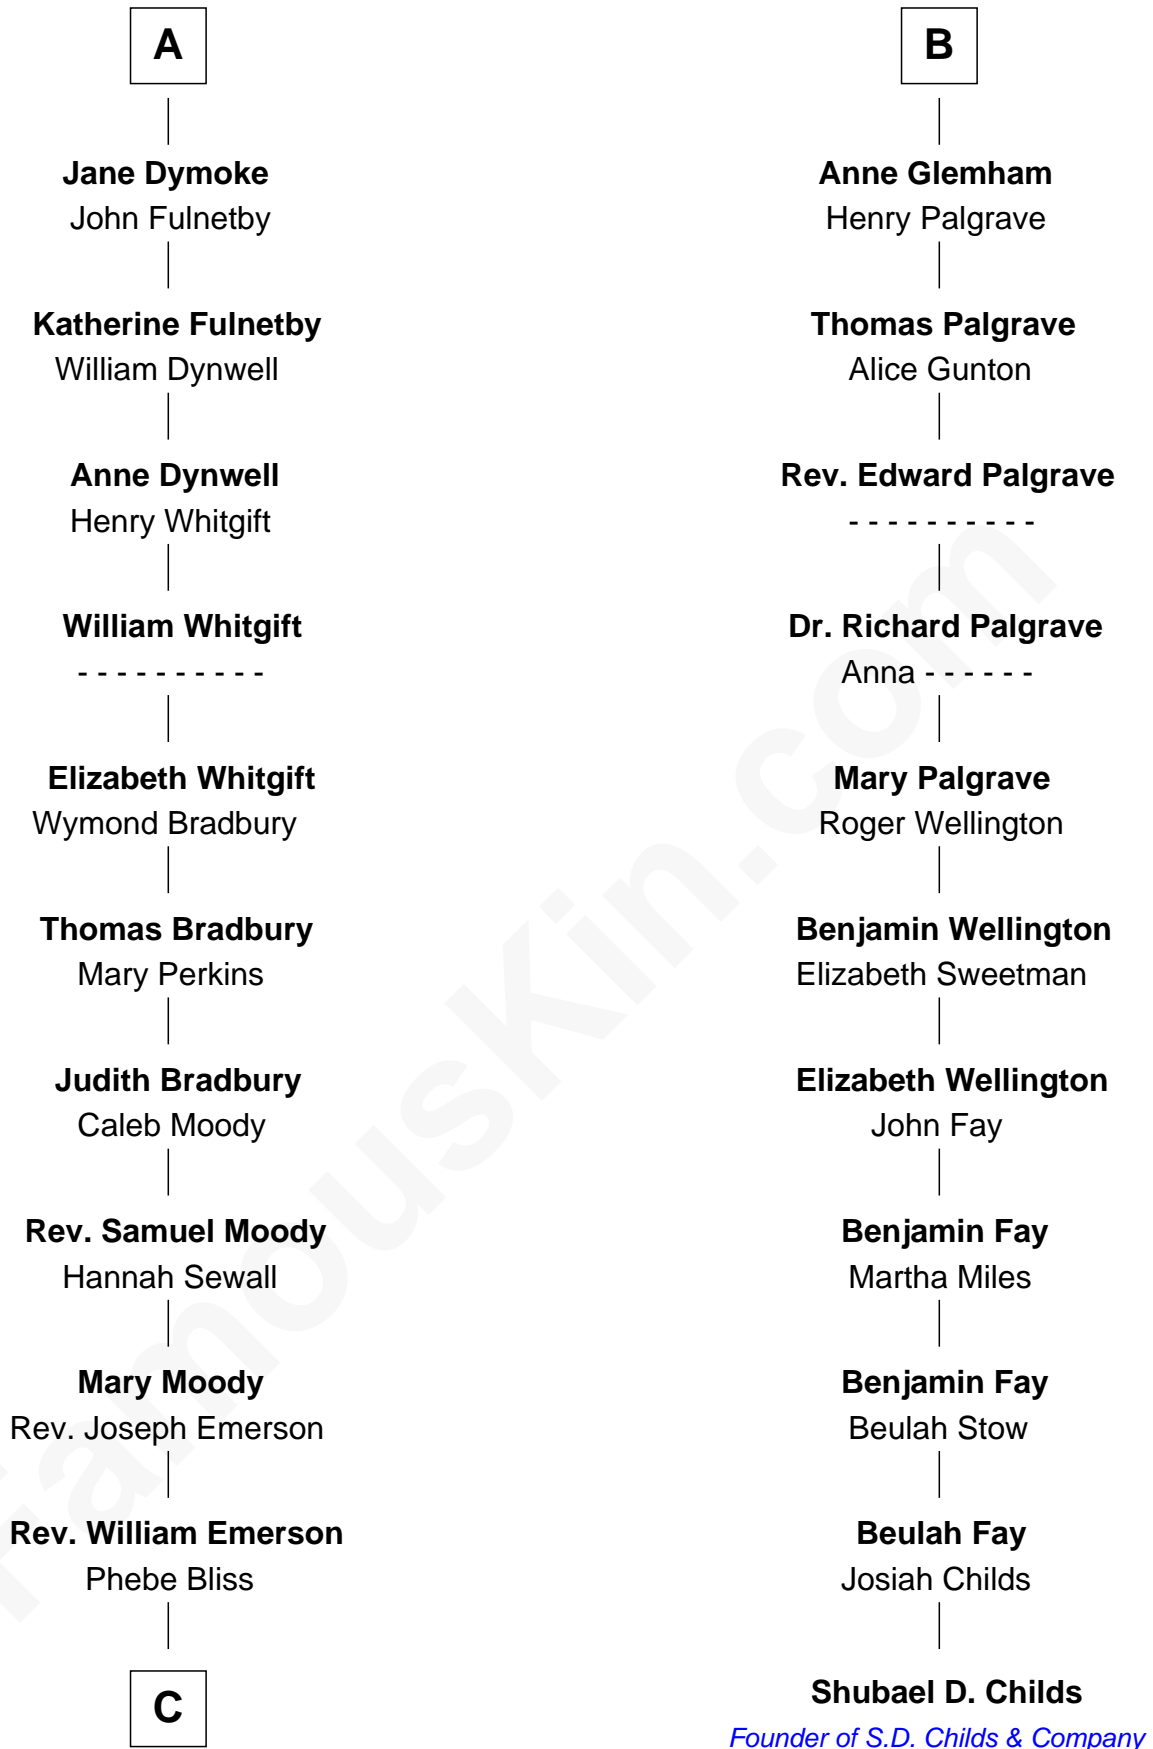 A
Jane Dymoke
John Fulnetby
Katherine Fulnetby
William Dynwell
Anne Dynwell
Henry Whitgift
William Whitgift
- - - - - - - - - -
Elizabeth Whitgift
Wymond Bradbury
Thomas Bradbury
Mary Perkins
Judith Bradbury
Caleb Moody
Rev. Samuel Moody
Hannah Sewall
Mary Moody
Rev. Joseph Emerson
Rev. William Emerson
Phebe Bliss
C
B
Anne Glemham
Henry Palgrave
Thomas Palgrave
Alice Gunton
Rev. Edward Palgrave
- - - - - - - - - -
Dr. Richard Palgrave
Anna - - - - - -
Mary Palgrave
Roger Wellington
Benjamin Wellington
Elizabeth Sweetman
Elizabeth Wellington
John Fay
Benjamin Fay
Martha Miles
Benjamin Fay
Beulah Stow
Beulah Fay
Josiah Childs
Shubael D. Childs
Founder of S.D. Childs & Company
FamousKin.com